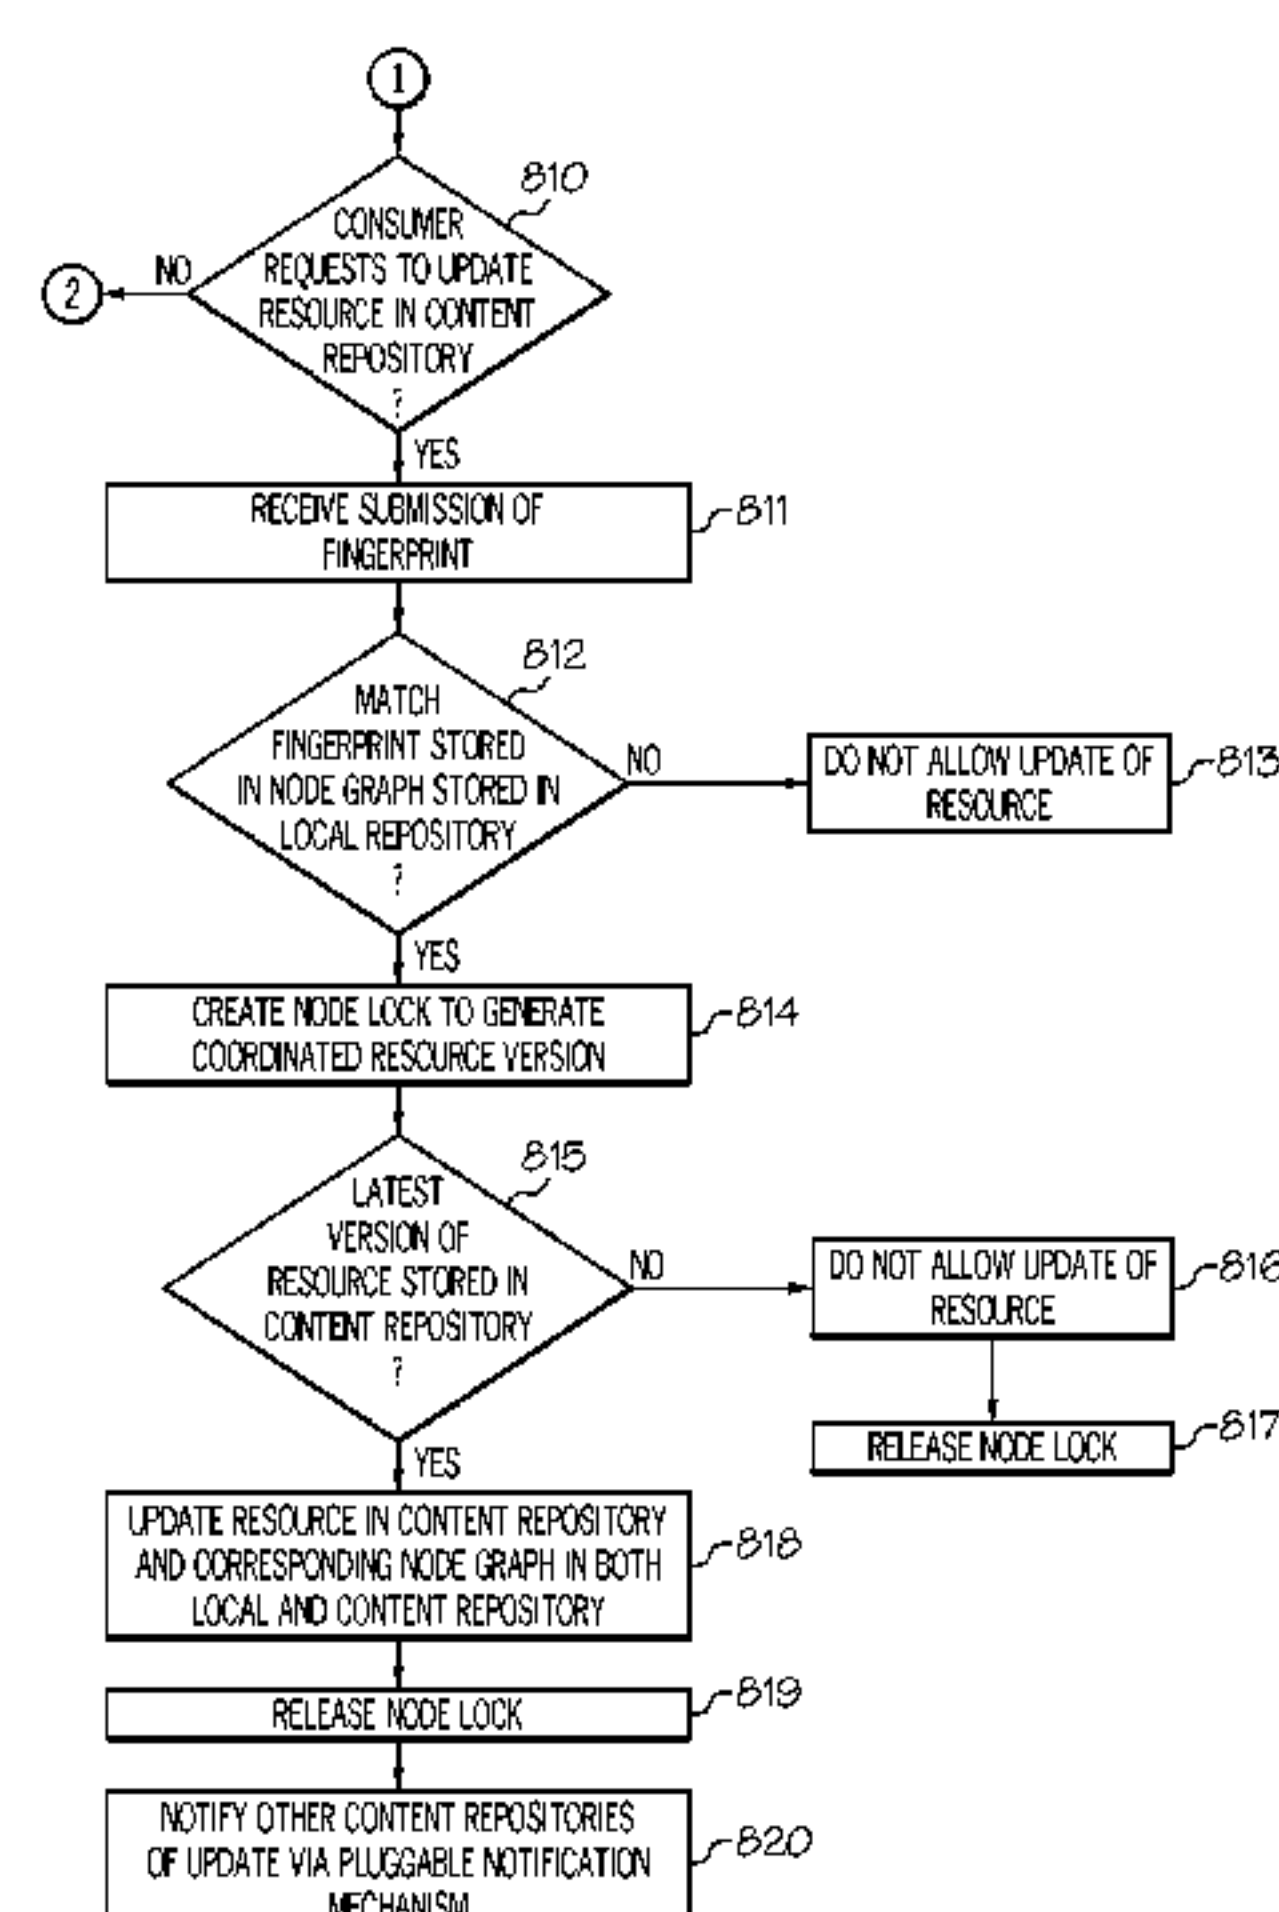 1
810
CONSUMER
REQUESTS TO UPDATE
RESOURCE IN CONTENT
REPOSITORY
?
NO
2
YES
RECEIVE SUBMISSION OF
FINGERPRINT
811
812
MATCH
FINGERPRINT STORED
IN NODE GRAPH STORED IN
LOCAL REPOSITORY
?
NO
DO NOT ALLOW UPDATE OF
RESOURCE
813
YES
CREATE NODE LOCK TO GENERATE
COORDINATED RESOURCE VERSION
814
815
LATEST
VERSION OF
RESOURCE STORED IN
CONTENT REPOSITORY
?
NO
DO NOT ALLOW UPDATE OF
RESOURCE
816
RELEASE NODE LOCK
817
YES
UPDATE RESOURCE IN CONTENT REPOSITORY
AND CORRESPONDING NODE GRAPH IN BOTH
LOCAL AND CONTENT REPOSITORY
818
RELEASE NODE LOCK
819
NOTIFY OTHER CONTENT REPOSITORIES
OF UPDATE VIA PLUGGABLE NOTIFICATION
MECHANISM
820